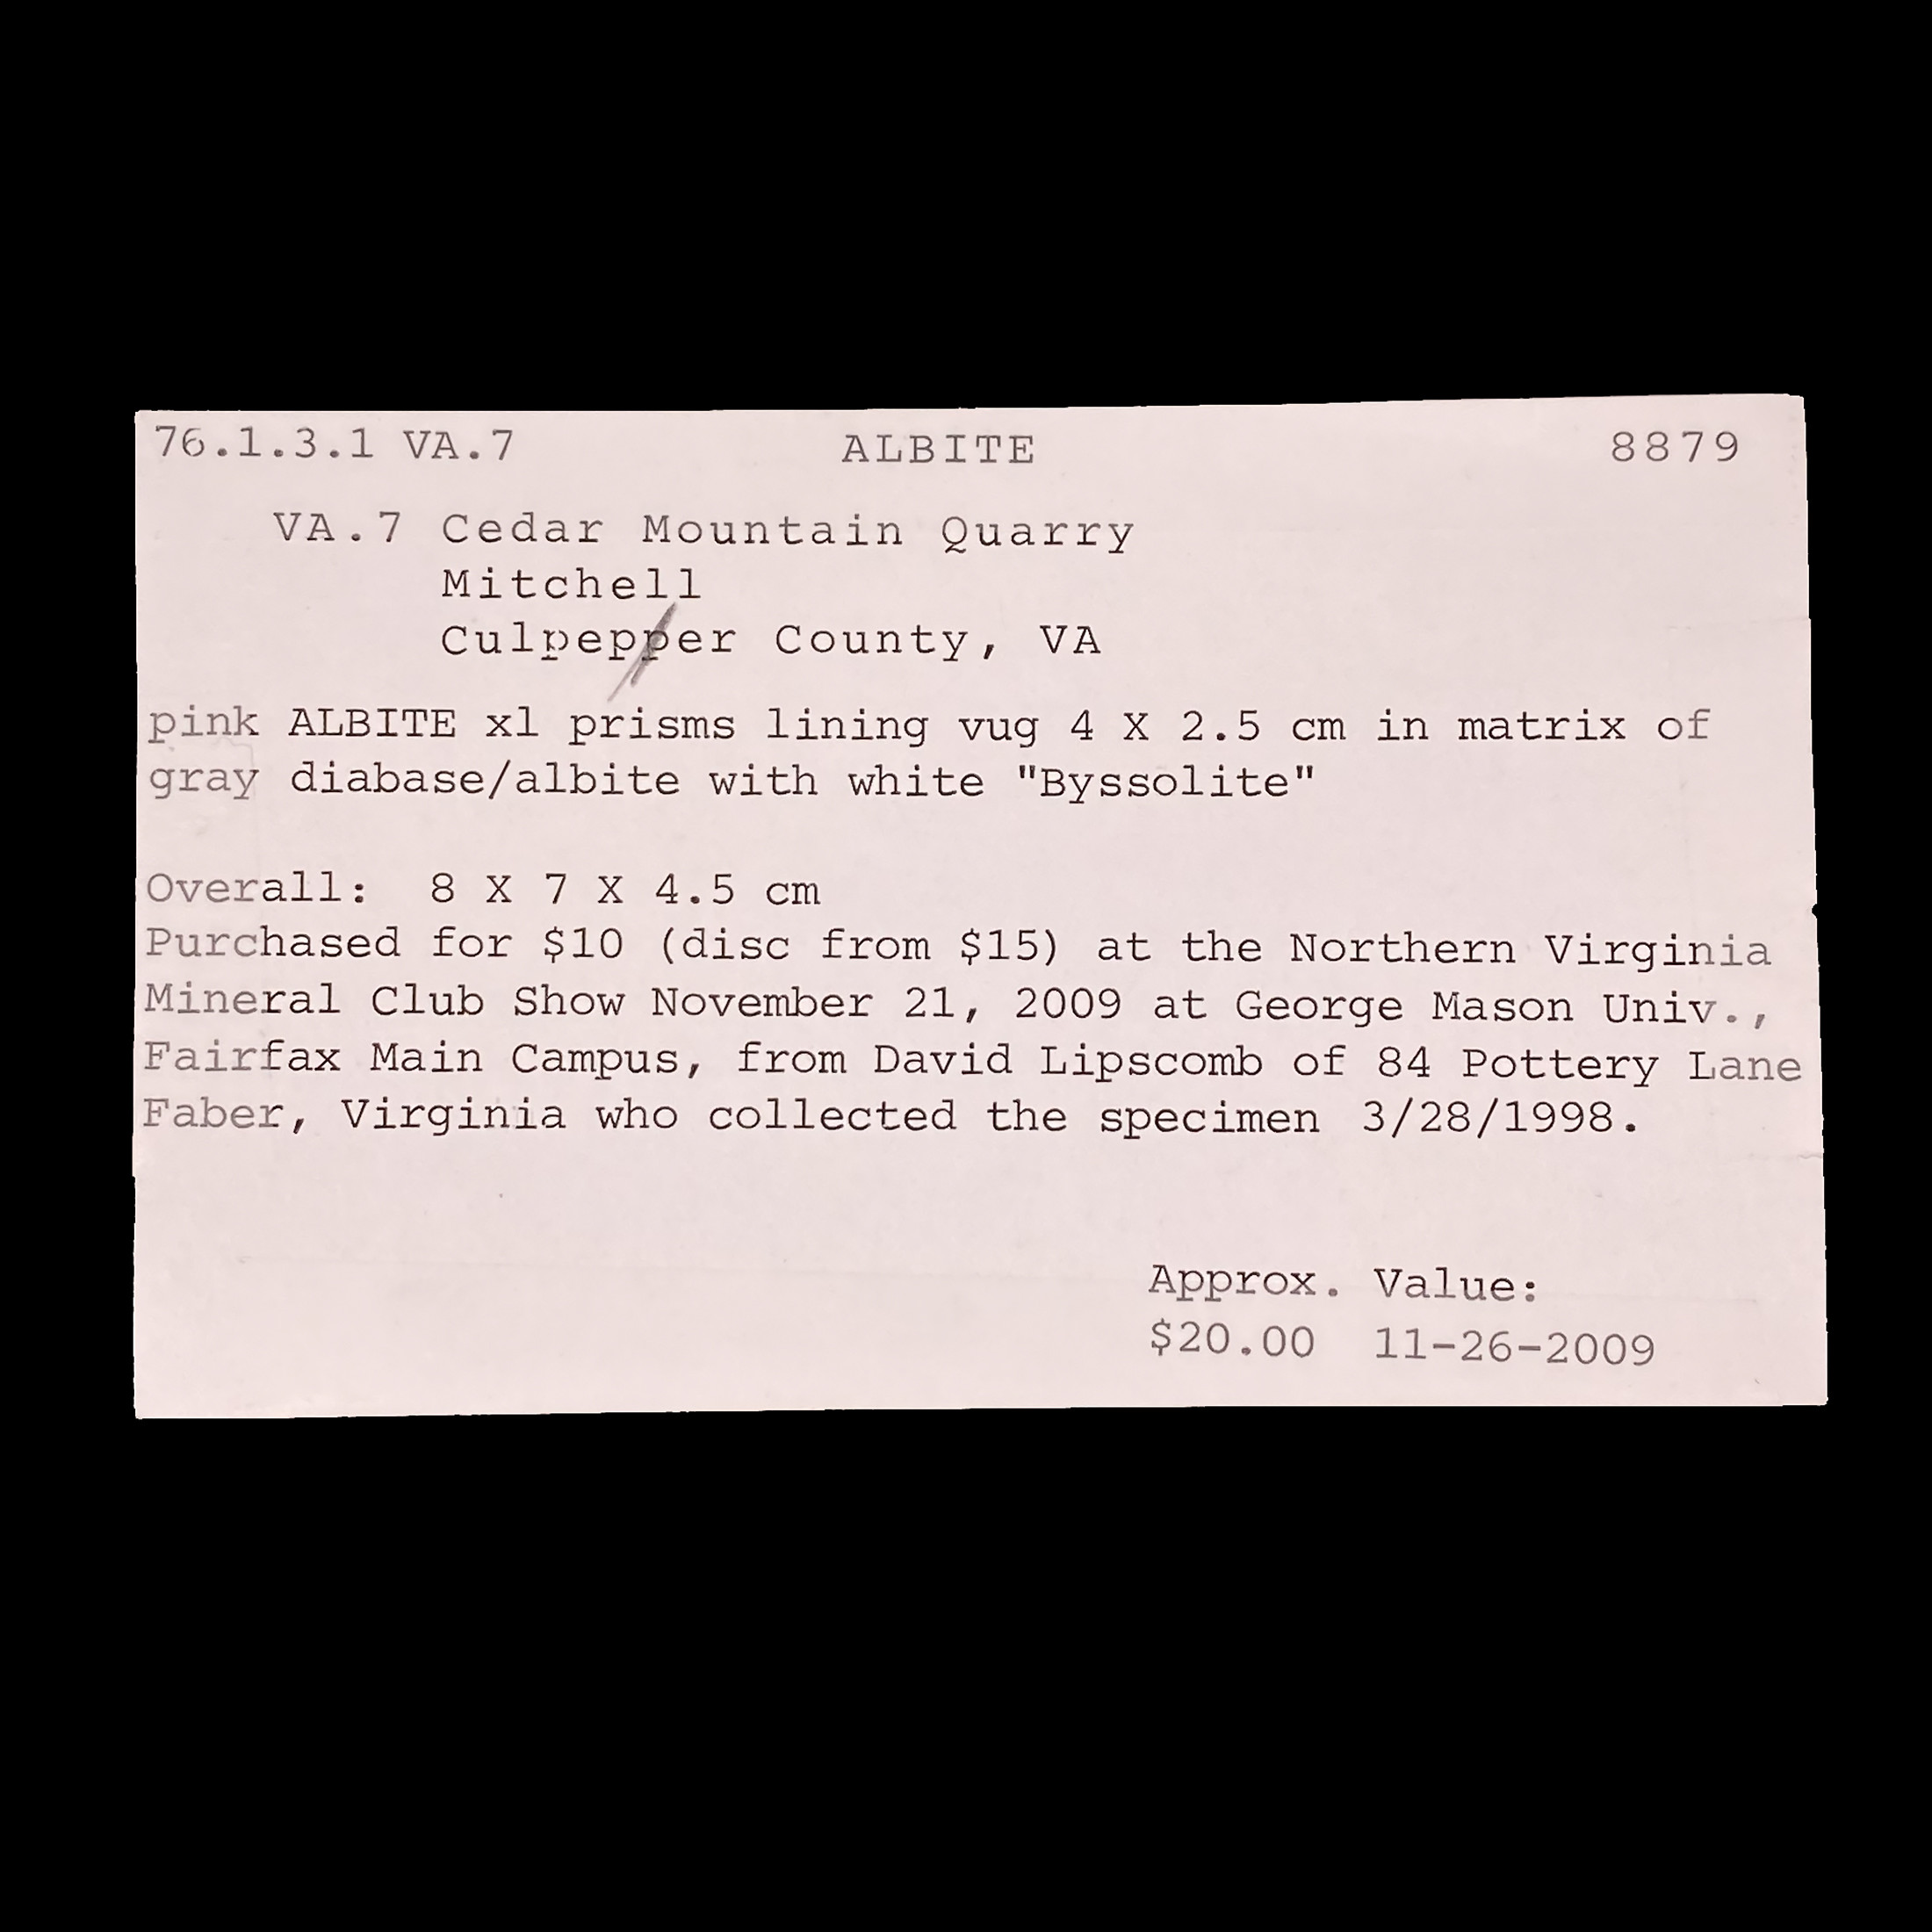 76.1.3.1 VA.7 ALBITE 8879
VA.7 Cedar Mountain Quarry
Mitchell
Culpepper County, VA
pink ALBITE xl prisms lining vug 4 X 2.5 cm in matrix of
gray diabase/albite with white "Byssolite"
Overall: 8 X 7 X 4.5 cm
Purchased for $10 (disc from $15) at the Northern Virginia
Mineral Club Show November 21, 2009 at George Mason Univ.,
Fairfax Main Campus, from David Lipscomb of 84 Pottery Lane
Faber, Virginia who collected the specimen 3/28/1998.
Approx. Value:
$20.00 11-26-2009